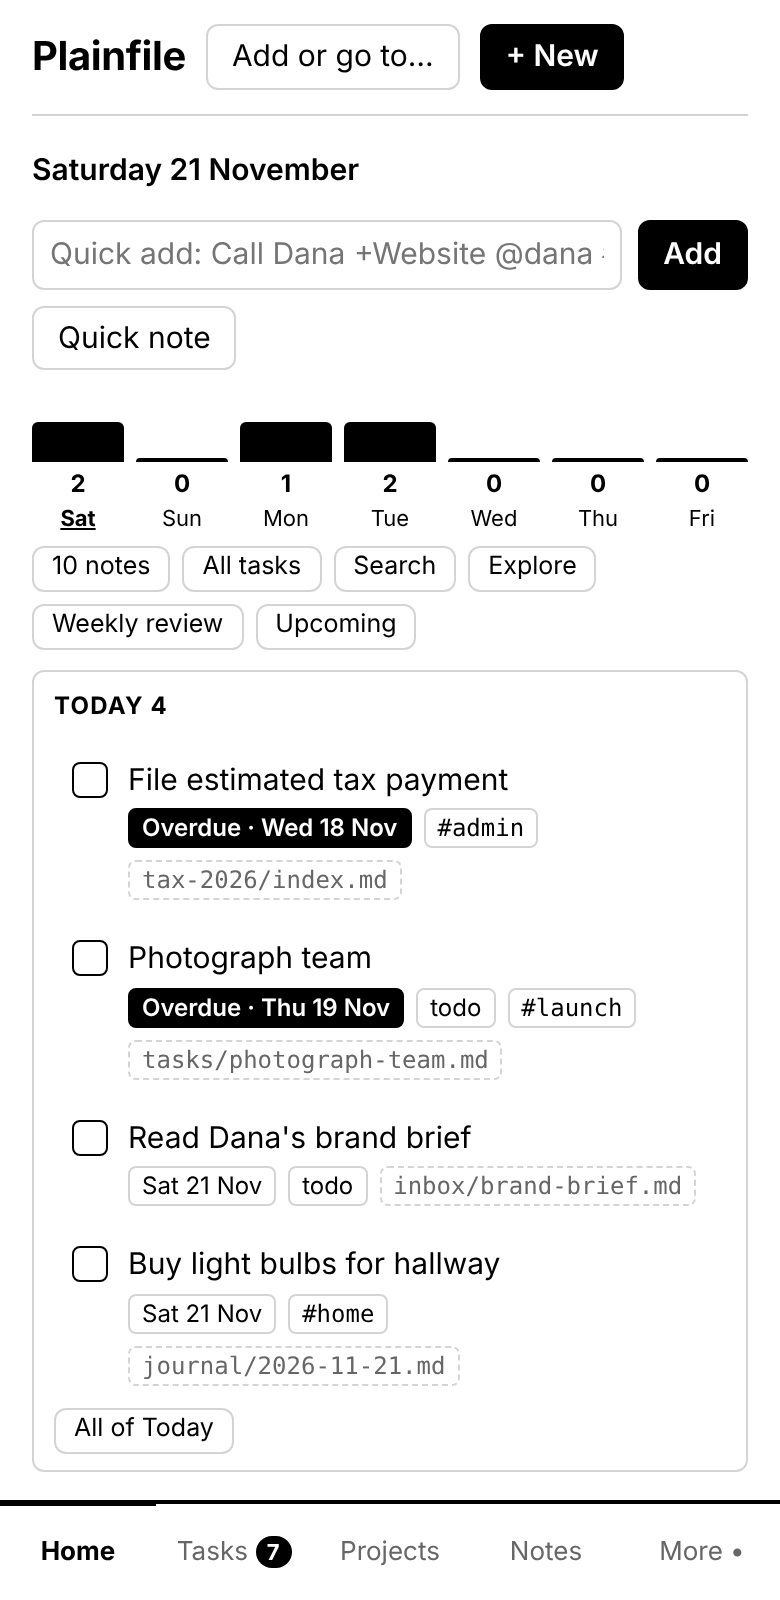 Plainfile Add or go to... + New
Saturday 21 November
Quick add: Call Dana +Website @dana Add
Quick note
2 0 1 2 0 0 0
Sat Sun Mon Tue Wed Thu Fri
10 notes All tasks Search Explore
Weekly review Upcoming
TODAY 4
File estimated tax payment
Overdue · Wed 18 Nov #admin
tax-2026/index.md
Photograph team
Overdue · Thu 19 Nov todo #launch
tasks/photograph-team.md
Read Dana's brand brief
Sat 21 Nov todo inbox/brand-brief.md
Buy light bulbs for hallway
Sat 21 Nov #home
journal/2026-11-21.md
All of Today
Home Tasks 7 Projects Notes More •